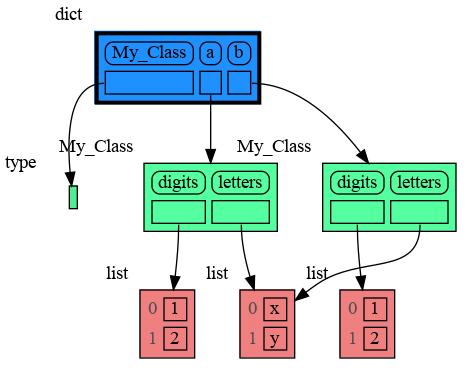 dict
My_Class a b
My_Class My_Class
type
digits letters digits letters
list list list
0 1 0 x 0 1
1 2 1 y 1 2